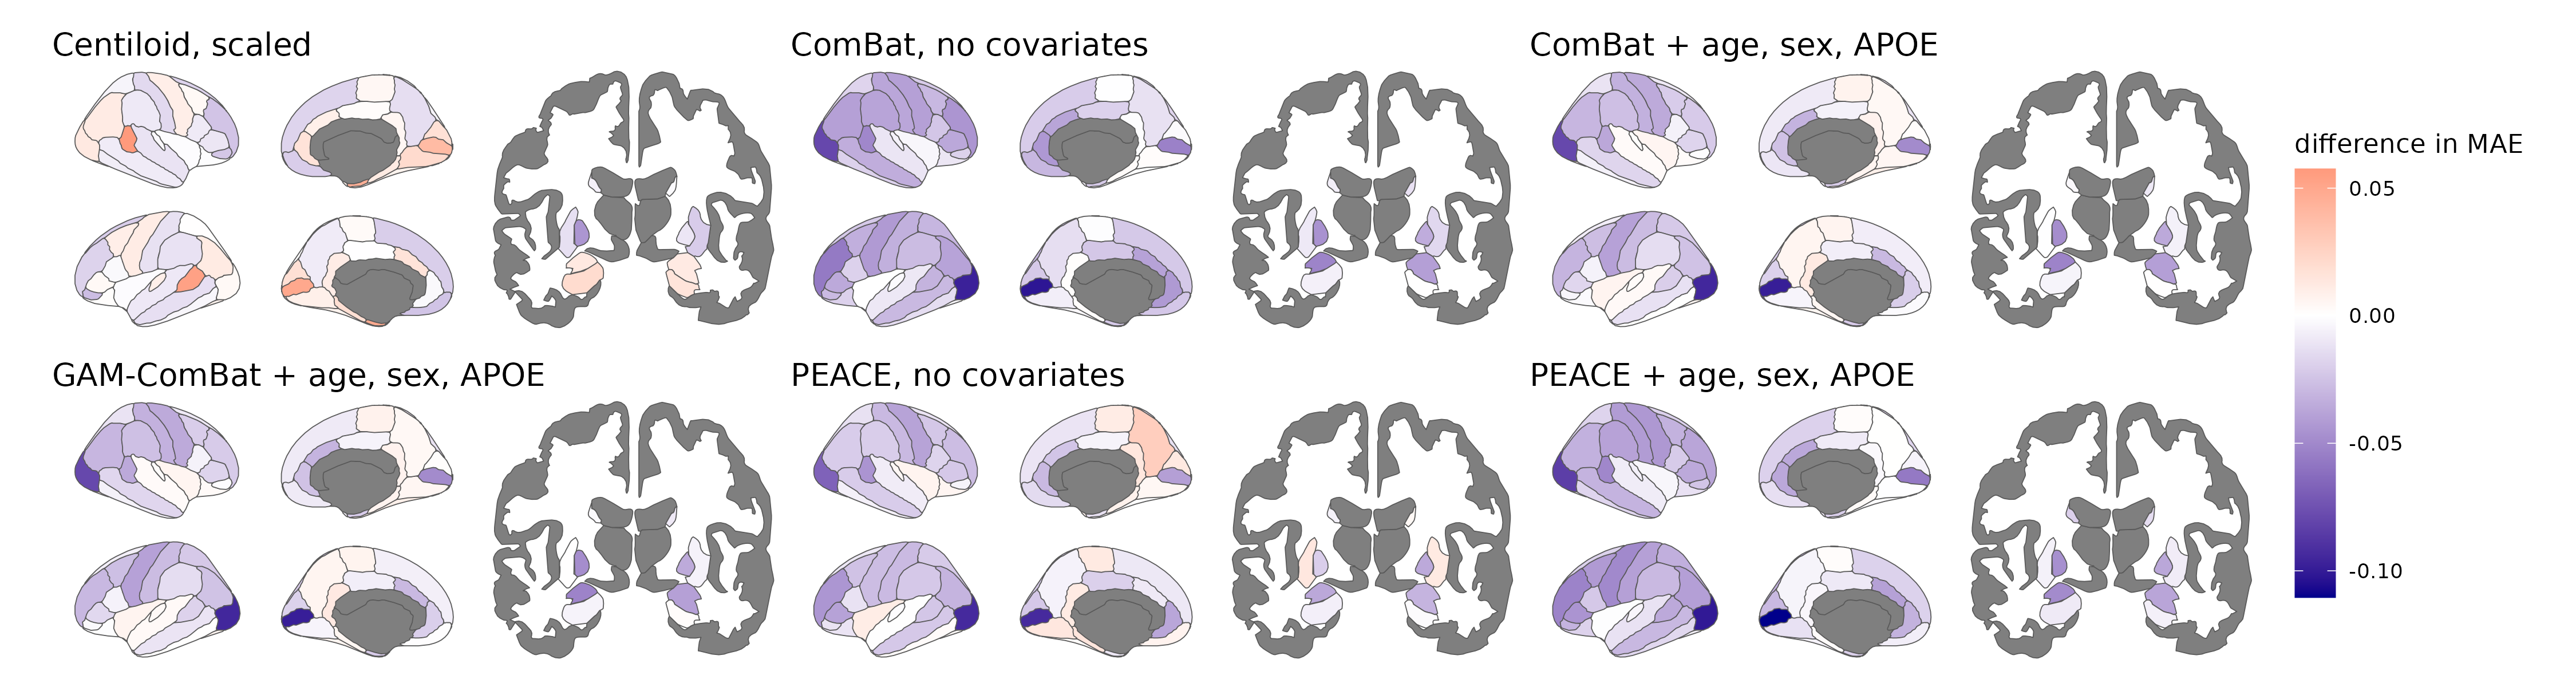 Centiloid, scaled
ComBat, no covariates
ComBat + age, sex, APOE
difference in MAE
0.05
0.00
-0.05
-0.10
GAM-ComBat + age, sex, APOE
PEACE, no covariates
PEACE + age, sex, APOE